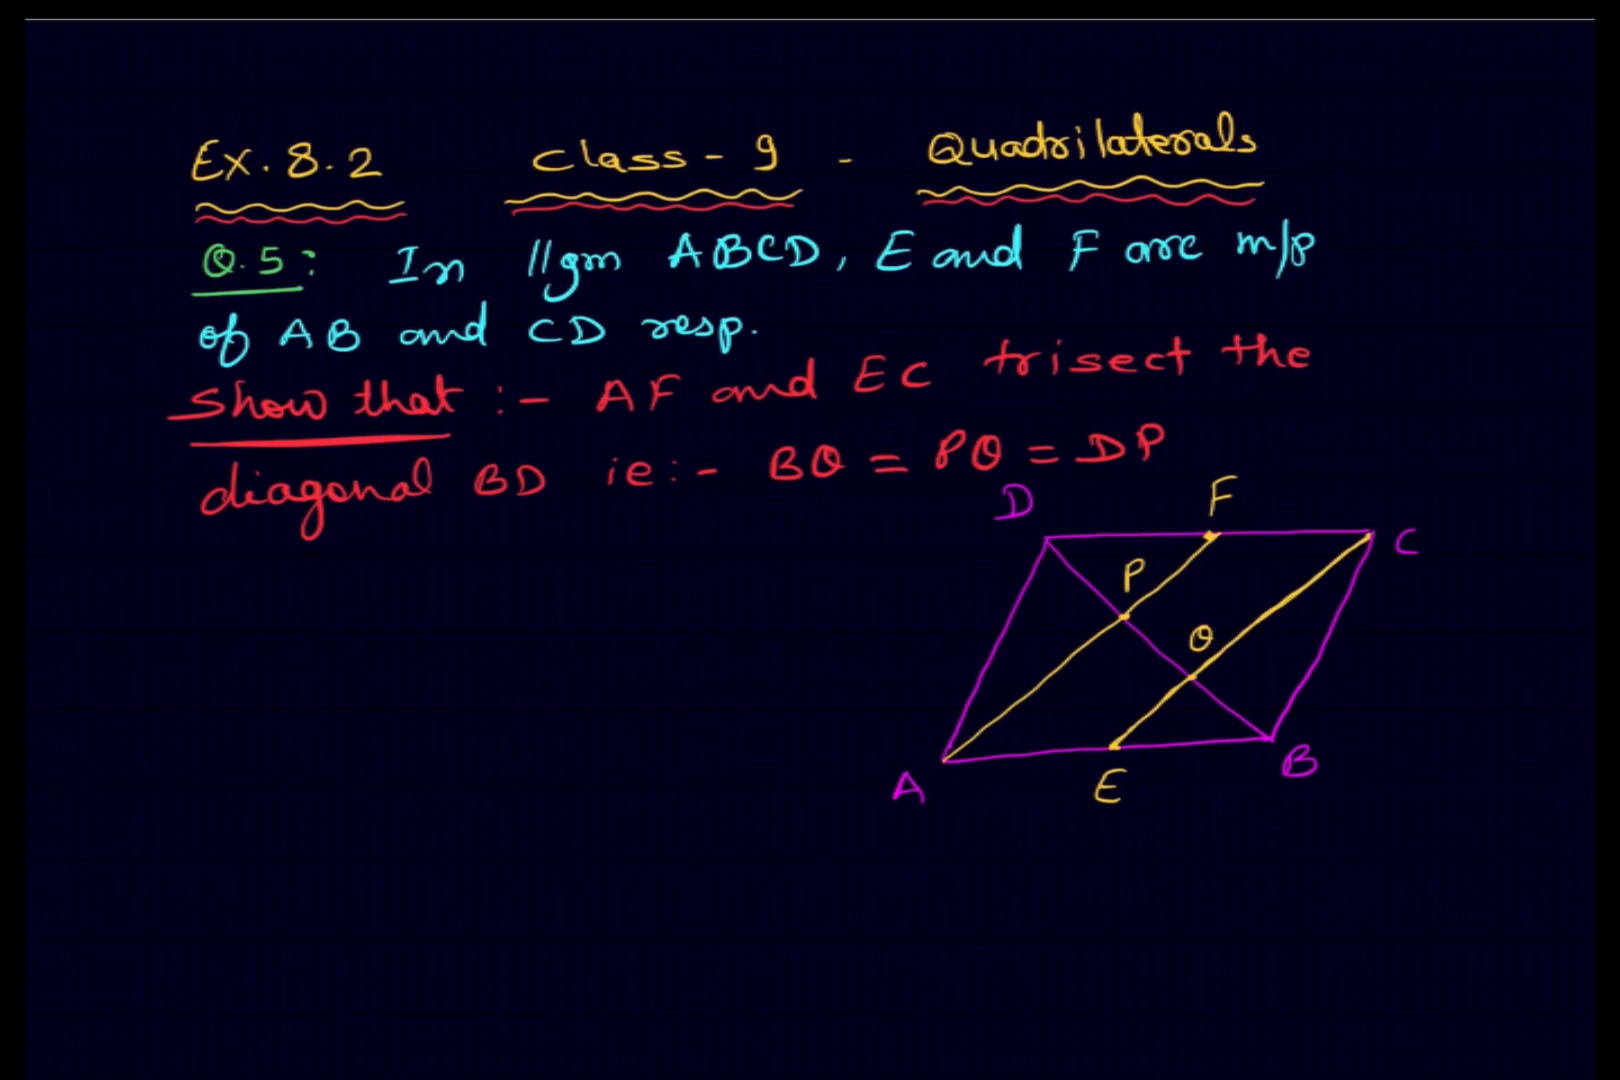 Ex. 8.2 class - 9 - Quadrilaterals
Q.5: In ||gm ABCD, E and F are m/p
of AB and CD resp.
Show that :- AF and EC trisect the
diagonal BD ie:- BQ = PQ = DP
D F C
P
Q
A E B